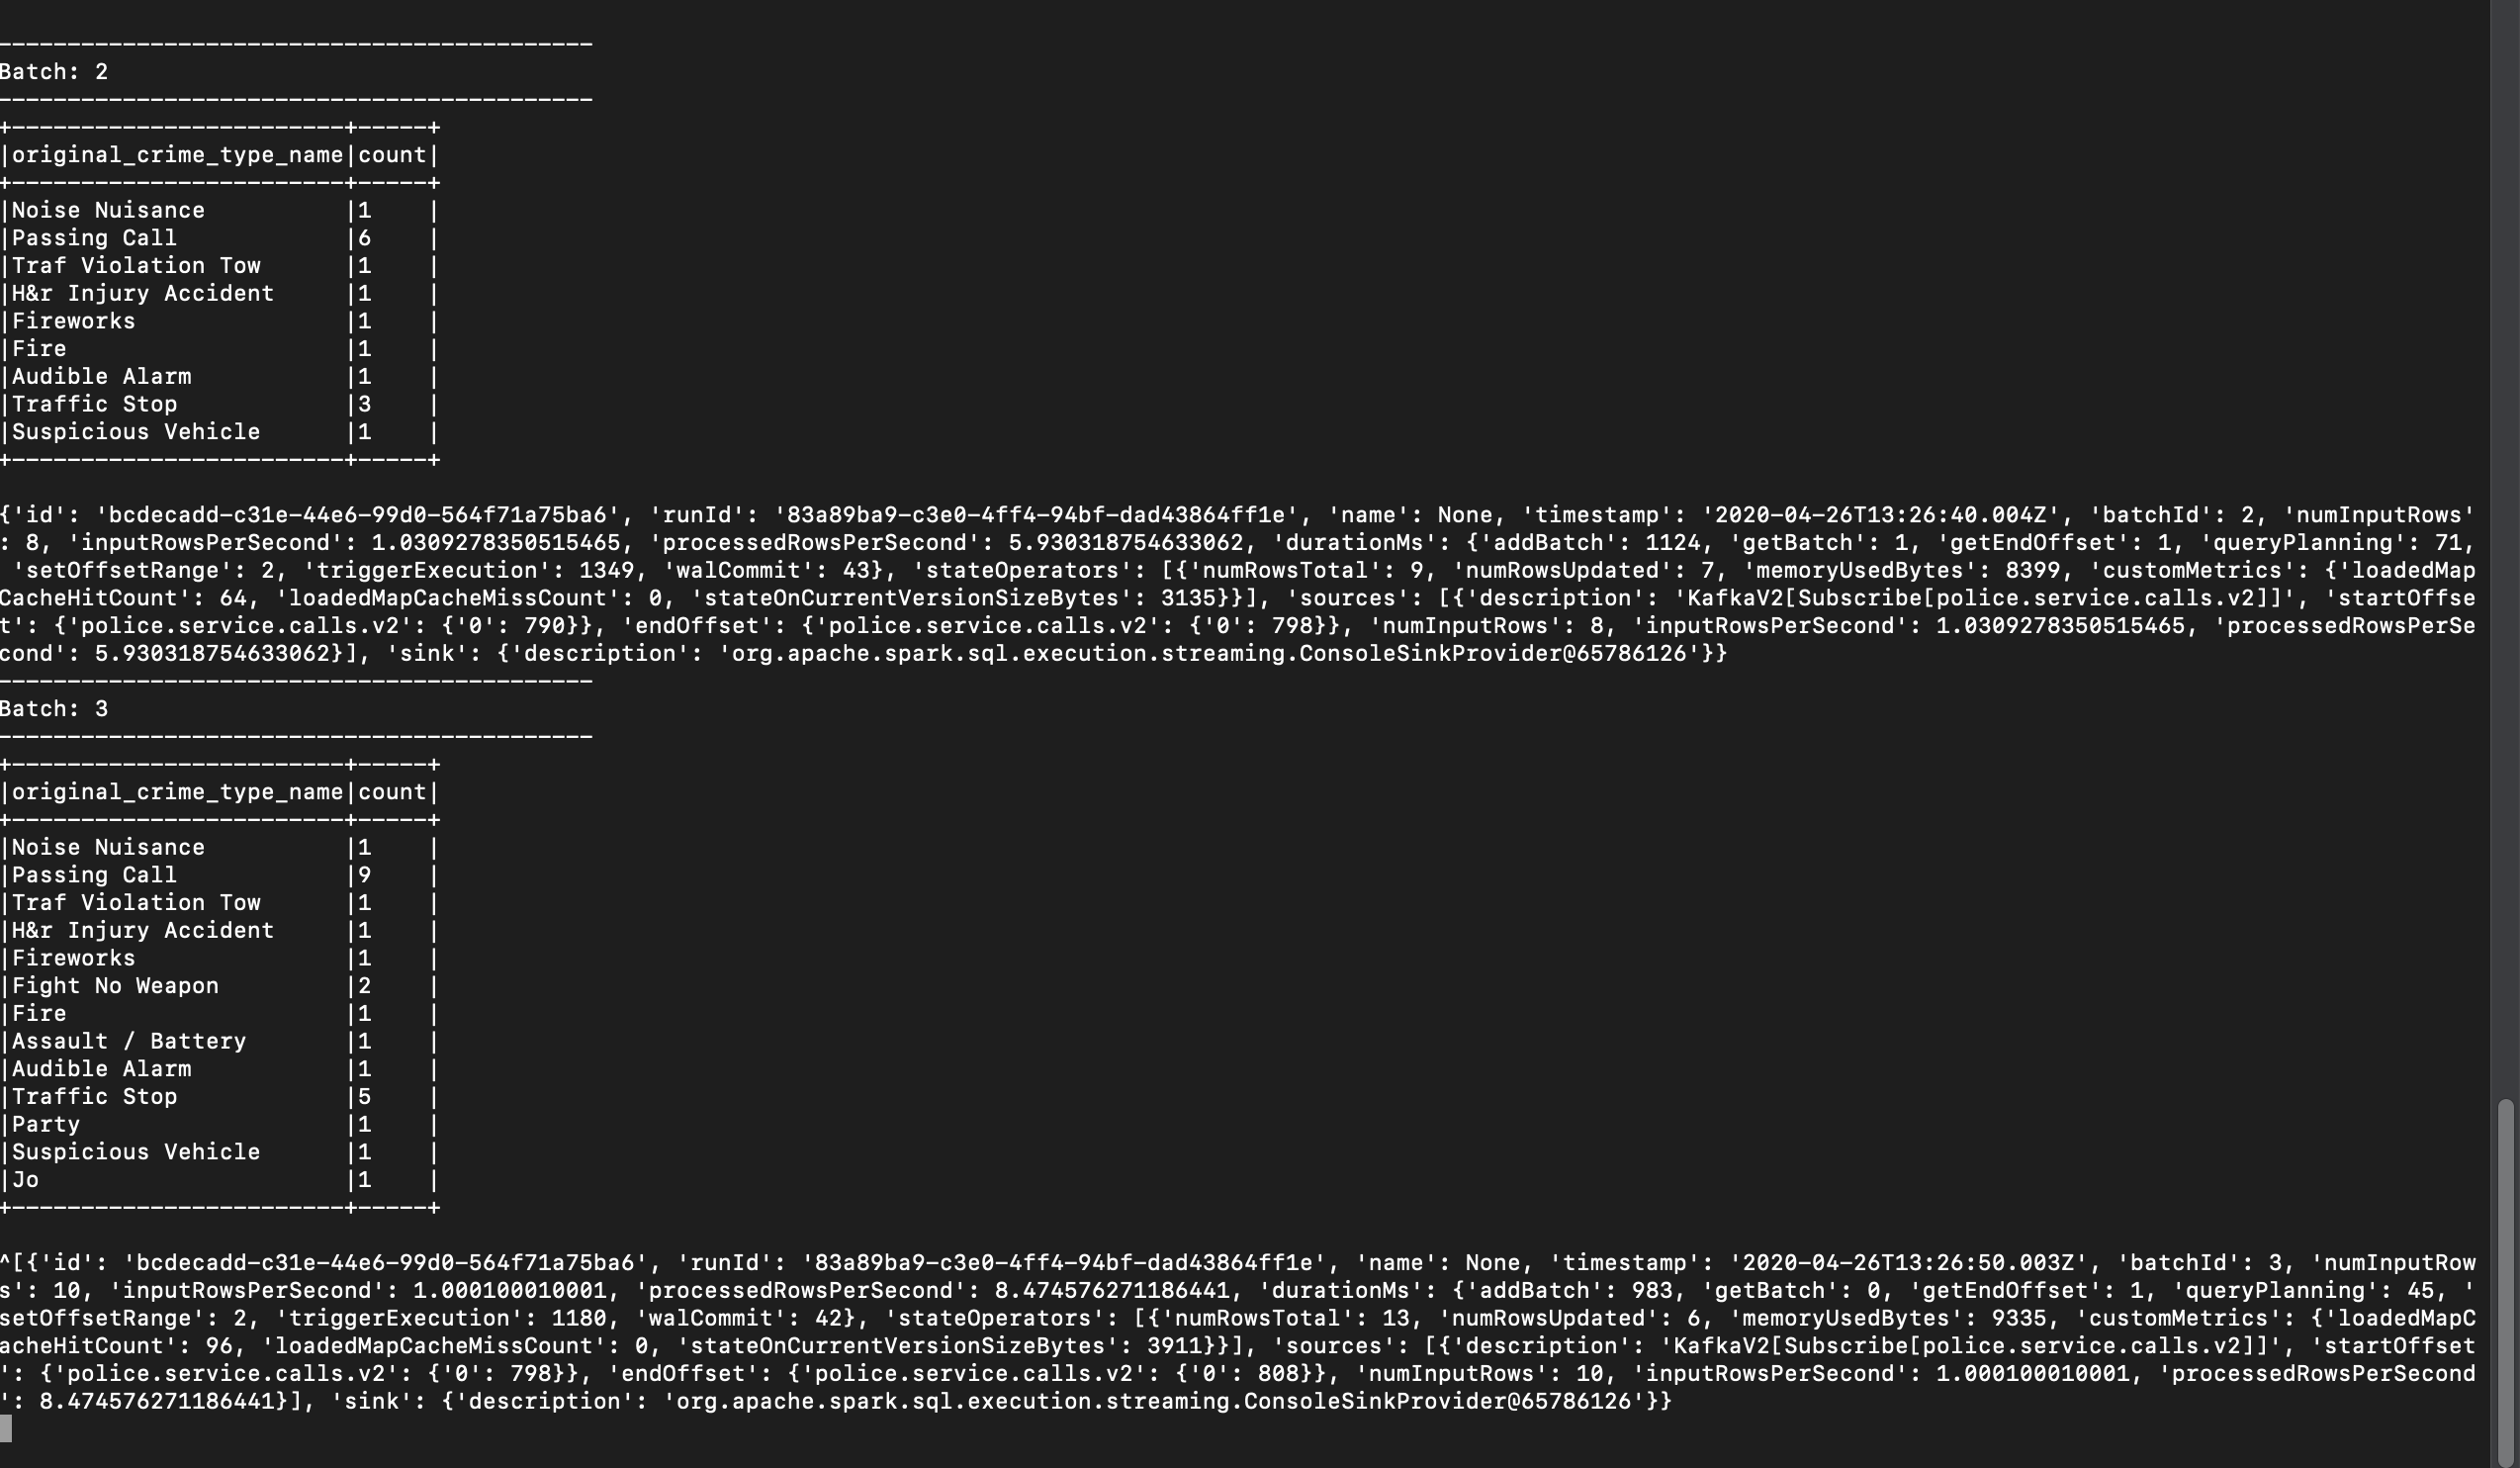 -------------------------------------------
Batch: 2
-------------------------------------------
+------------------------+-----+
|original_crime_type_name|count|
+------------------------+-----+
|Noise Nuisance          |1    |
|Passing Call            |6    |
|Traf Violation Tow      |1    |
|H&r Injury Accident     |1    |
|Fireworks               |1    |
|Fire                    |1    |
|Audible Alarm           |1    |
|Traffic Stop            |3    |
|Suspicious Vehicle      |1    |
+------------------------+-----+
{'id': 'bcdecadd-c31e-44e6-99d0-564f71a75ba6', 'runId': '83a89ba9-c3e0-4ff4-94bf-dad43864ff1e', 'name': None, 'timestamp': '2020-04-26T13:26:40.004Z', 'batchId': 2, 'numInputRows'
: 8, 'inputRowsPerSecond': 1.0309278350515465, 'processedRowsPerSecond': 5.930318754633062, 'durationMs': {'addBatch': 1124, 'getBatch': 1, 'getEndOffset': 1, 'queryPlanning': 71,
 'setOffsetRange': 2, 'triggerExecution': 1349, 'walCommit': 43}, 'stateOperators': [{'numRowsTotal': 9, 'numRowsUpdated': 7, 'memoryUsedBytes': 8399, 'customMetrics': {'loadedMap
CacheHitCount': 64, 'loadedMapCacheMissCount': 0, 'stateOnCurrentVersionSizeBytes': 3135}}], 'sources': [{'description': 'KafkaV2[Subscribe[police.service.calls.v2]]', 'startOffse
t': {'police.service.calls.v2': {'0': 790}}, 'endOffset': {'police.service.calls.v2': {'0': 798}}, 'numInputRows': 8, 'inputRowsPerSecond': 1.0309278350515465, 'processedRowsPerSe
cond': 5.930318754633062}], 'sink': {'description': 'org.apache.spark.sql.execution.streaming.ConsoleSinkProvider@65786126'}}
-------------------------------------------
Batch: 3
-------------------------------------------
+------------------------+-----+
|original_crime_type_name|count|
+------------------------+-----+
|Noise Nuisance          |1    |
|Passing Call            |9    |
|Traf Violation Tow      |1    |
|H&r Injury Accident     |1    |
|Fireworks               |1    |
|Fight No Weapon         |2    |
|Fire                    |1    |
|Assault / Battery       |1    |
|Audible Alarm           |1    |
|Traffic Stop            |5    |
|Party                   |1    |
|Suspicious Vehicle      |1    |
|Jo                      |1    |
+------------------------+-----+
^[{'id': 'bcdecadd-c31e-44e6-99d0-564f71a75ba6', 'runId': '83a89ba9-c3e0-4ff4-94bf-dad43864ff1e', 'name': None, 'timestamp': '2020-04-26T13:26:50.003Z', 'batchId': 3, 'numInputRow
s': 10, 'inputRowsPerSecond': 1.000100010001, 'processedRowsPerSecond': 8.474576271186441, 'durationMs': {'addBatch': 983, 'getBatch': 0, 'getEndOffset': 1, 'queryPlanning': 45, '
setOffsetRange': 2, 'triggerExecution': 1180, 'walCommit': 42}, 'stateOperators': [{'numRowsTotal': 13, 'numRowsUpdated': 6, 'memoryUsedBytes': 9335, 'customMetrics': {'loadedMapC
acheHitCount': 96, 'loadedMapCacheMissCount': 0, 'stateOnCurrentVersionSizeBytes': 3911}}], 'sources': [{'description': 'KafkaV2[Subscribe[police.service.calls.v2]]', 'startOffset
': {'police.service.calls.v2': {'0': 798}}, 'endOffset': {'police.service.calls.v2': {'0': 808}}, 'numInputRows': 10, 'inputRowsPerSecond': 1.000100010001, 'processedRowsPerSecond
': 8.474576271186441}], 'sink': {'description': 'org.apache.spark.sql.execution.streaming.ConsoleSinkProvider@65786126'}}